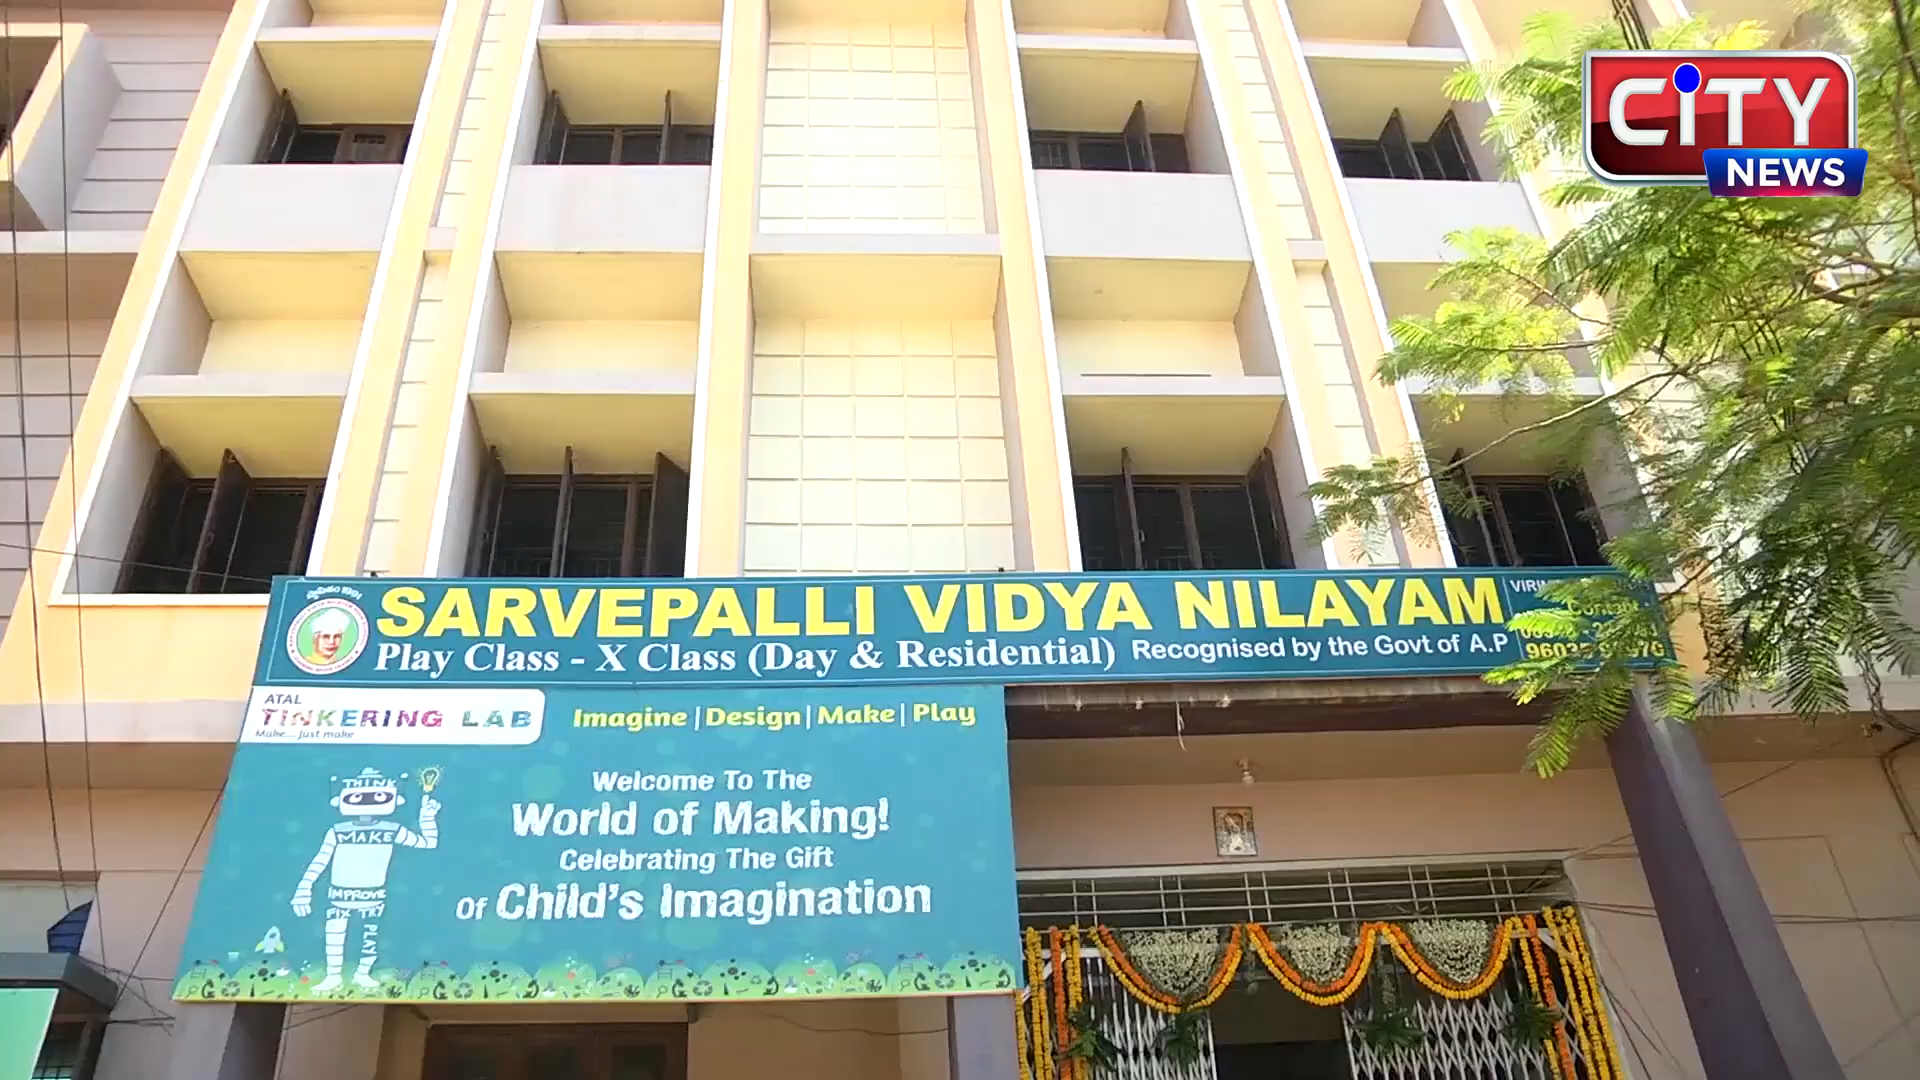 CiTY
NEWS
స్థాపితం 1991
SARVEPALLI VIDYA NILAYAM
Play Class - X Class (Day & Residential) Recognised by the Govt of A.P
ATAL
TINKERING LAB
Make... just make
Imagine | Design | Make | Play
Welcome To The
World of Making!
Celebrating The Gift
Of Child's Imagination
THINK
MAKE
IMPROVE
FIX TRY
PLAY